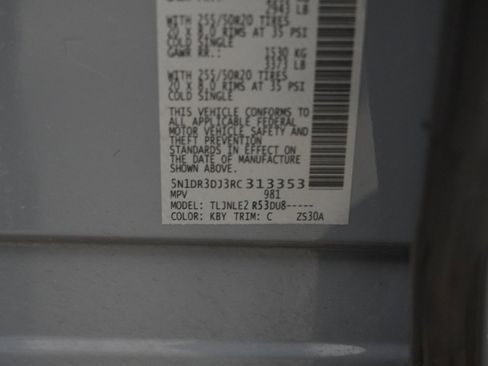 2943 LB
WITH 255/50R20 TIRES
20 X 8.0 RIMS AT 35 PSI
COLD SINGLE
GAWR RR.: 1530 KG
3373 LB
WITH 255/50R20 TIRES
20 X 8.0 RIMS AT 35 PSI
COLD SINGLE
THIS VEHICLE CONFORMS TO
ALL APPLICABLE FEDERAL
MOTOR VEHICLE SAFETY AND
THEFT PREVENTION
STANDARDS IN EFFECT ON
THE DATE OF MANUFACTURE
SHOWN ABOVE.
5N1DR3DJ3RC313353
MPV 981
MODEL: TLJNLE2 R53DU8-----
COLOR: KBY TRIM: C ZS30A